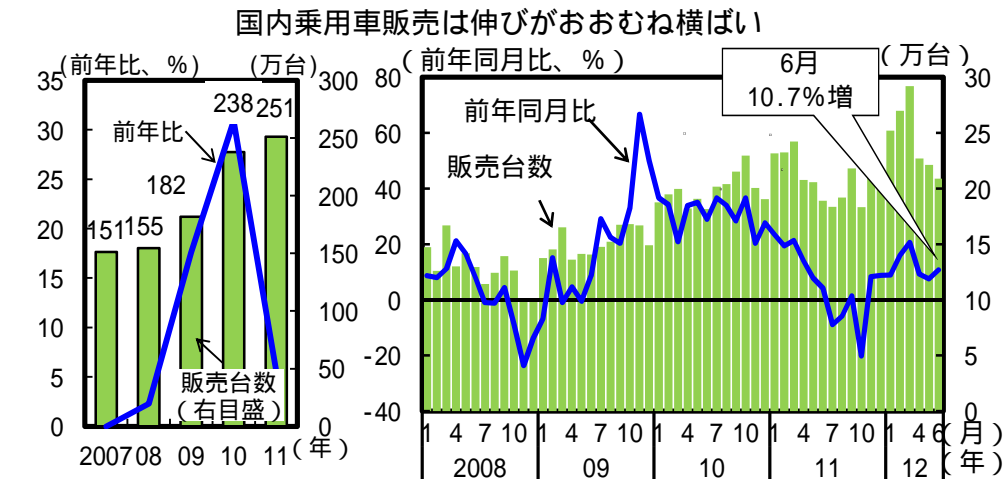 国内乗用車販売は伸びがおおむね横ばい
(前年比、%)
(万台)
35
30
25
20
15
10
5
0
300
250
200
150
100
50
0
151
155
182
238
251
前年比
販売台数
(右目盛)
2007 08 09 10 11 (年)
(前年同月比、%)
(万台)
80
60
40
20
0
-20
-40
30
25
20
15
10
5
0
前年同月比
販売台数
6月
10.7%増
1 4 7 10 1 4 7 10 1 4 7 10 1 4 7 10 1 4 6 (月)
2008 09 10 11 12 (年)